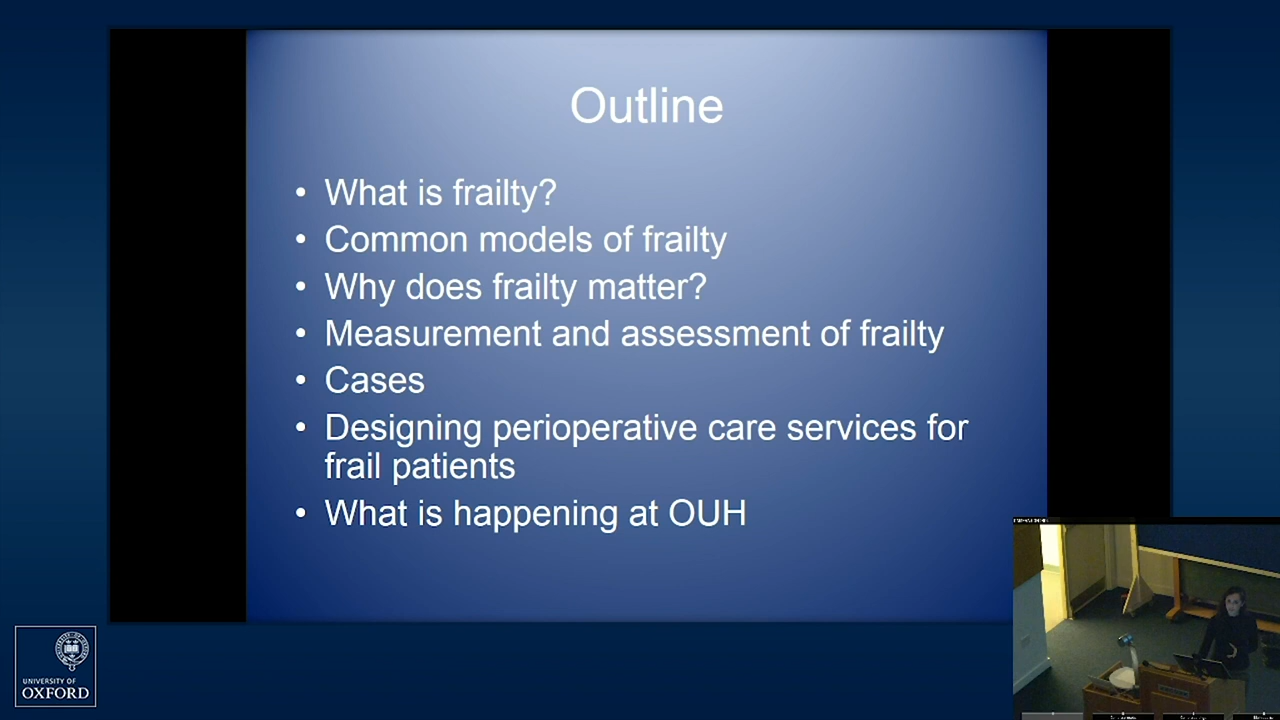 Outline
• What is frailty?
• Common models of frailty
• Why does frailty matter?
• Measurement and assessment of frailty
• Cases
• Designing perioperative care services for
frail patients
• What is happening at OUH
UNIVERSITY OF
OXFORD